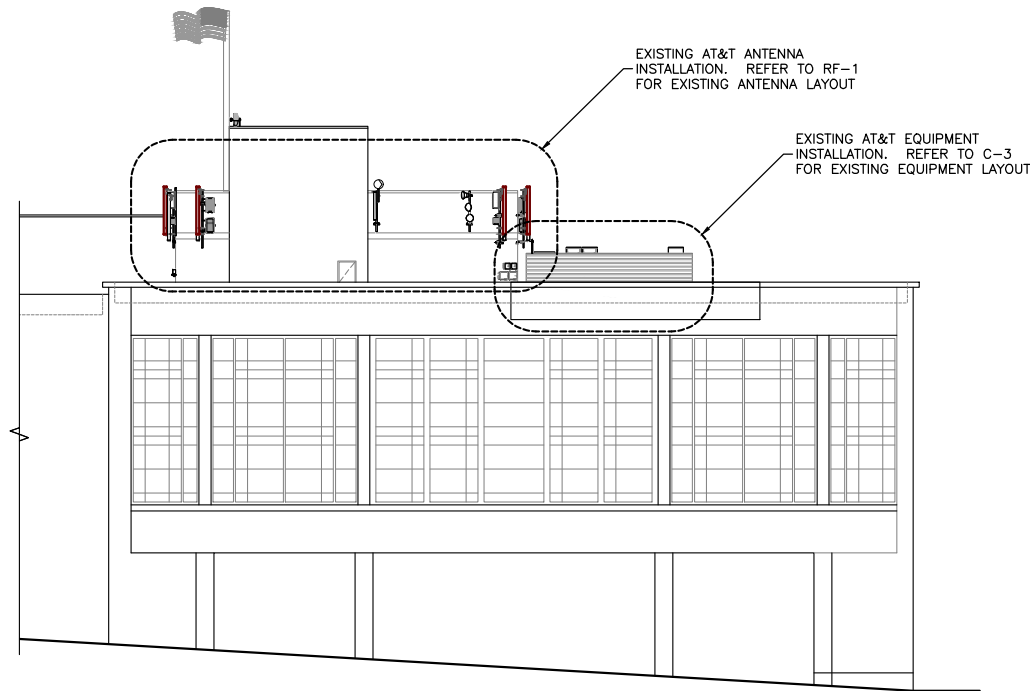 EXISTING AT&T ANTENNA
INSTALLATION. REFER TO RF-1
FOR EXISTING ANTENNA LAYOUT
EXISTING AT&T EQUIPMENT
INSTALLATION. REFER TO C-3
FOR EXISTING EQUIPMENT LAYOUT